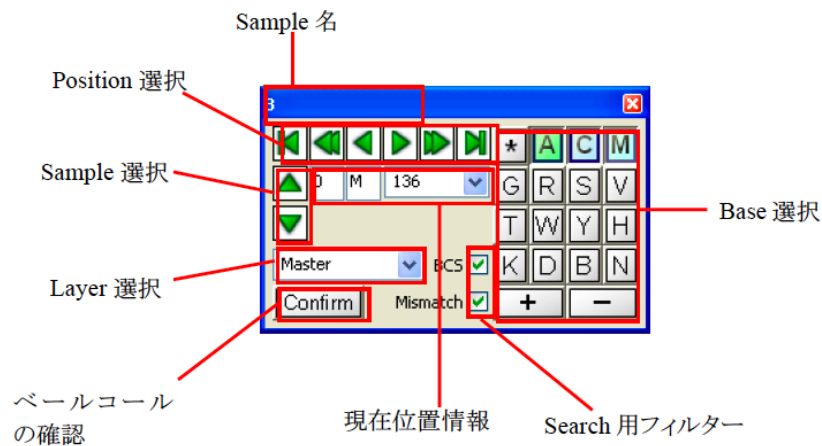 Sample 名
Position 選択
3
* A C M
Sample 選択
M 136
G R S V
Base 選択
T W Y H
Master
BCS
K D B N
Layer 選択
Confirm
Mismatch
+ −
ベールコール
の確認
現在位置情報
Search 用フィルター